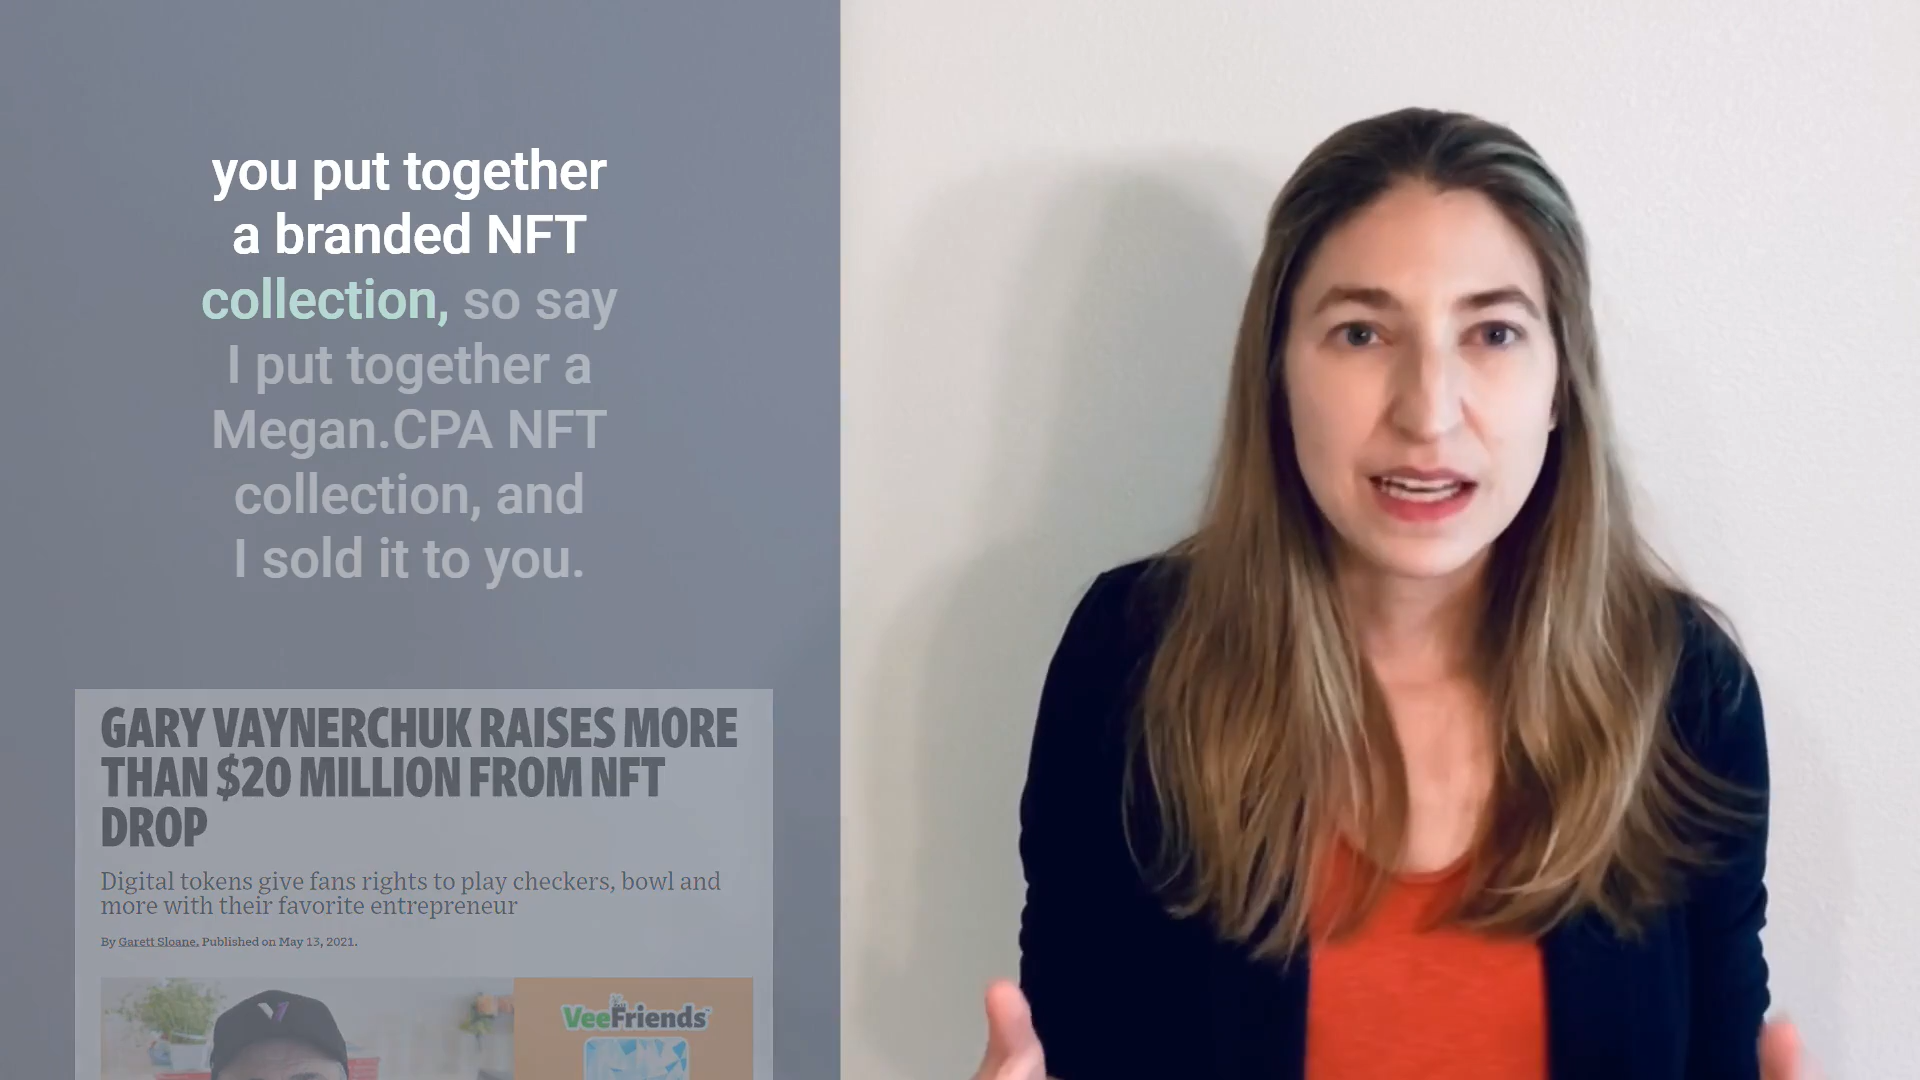 you put together
a branded NFT
collection, so say
I put together a
Megan.CPA NFT
collection, and
I sold it to you.
GARY VAYNERCHUK RAISES MORE
THAN $20 MILLION FROM NFT
DROP
Digital tokens give fans rights to play checkers, bowl and
more with their favorite entrepreneur
By Garett Sloane. Published on May 13, 2021.
VeeFriends